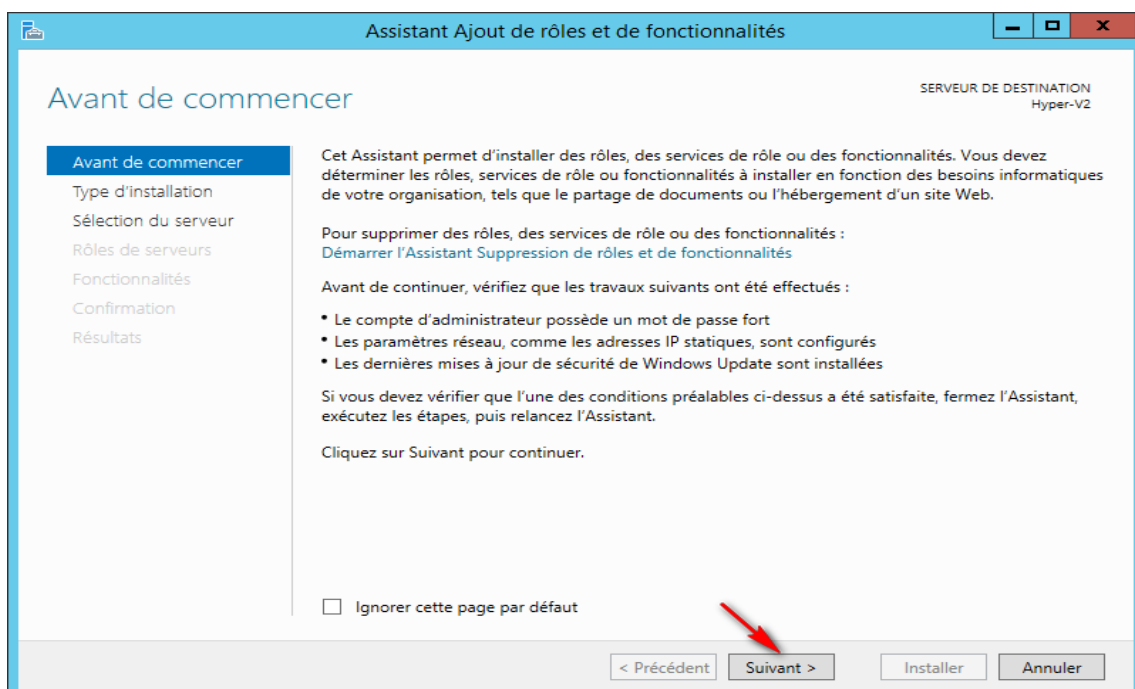 Assistant Ajout de rôles et de fonctionnalités
Avant de commencer
SERVEUR DE DESTINATION
Hyper-V2
Avant de commencer
Type d'installation
Sélection du serveur
Rôles de serveurs
Fonctionnalités
Confirmation
Résultats
Cet Assistant permet d'installer des rôles, des services de rôle ou des fonctionnalités. Vous devez
déterminer les rôles, services de rôle ou fonctionnalités à installer en fonction des besoins informatiques
de votre organisation, tels que le partage de documents ou l'hébergement d'un site Web.
Pour supprimer des rôles, des services de rôle ou des fonctionnalités :
Démarrer l'Assistant Suppression de rôles et de fonctionnalités
Avant de continuer, vérifiez que les travaux suivants ont été effectués :
• Le compte d'administrateur possède un mot de passe fort
• Les paramètres réseau, comme les adresses IP statiques, sont configurés
• Les dernières mises à jour de sécurité de Windows Update sont installées
Si vous devez vérifier que l'une des conditions préalables ci-dessus a été satisfaite, fermez l'Assistant,
exécutez les étapes, puis relancez l'Assistant.
Cliquez sur Suivant pour continuer.
Ignorer cette page par défaut
< Précédent
Suivant >
Installer
Annuler